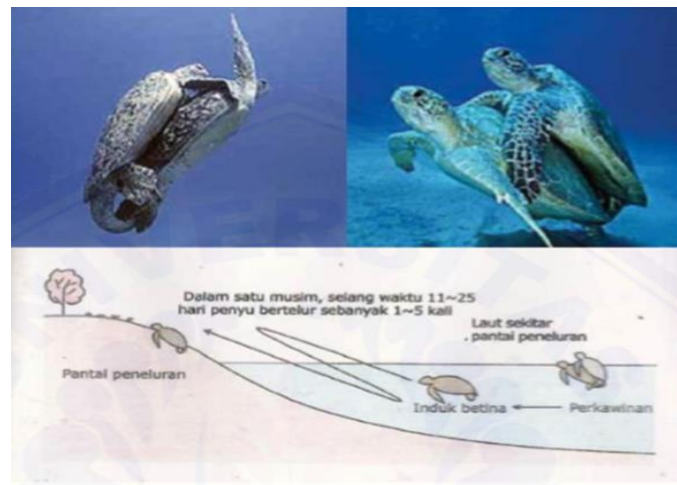 Dalam satu musim, selang waktu 11~25
hari penyu bertelur sebanyak 1~5 kali
Laut sekitar
pantai peneluran
Pantai peneluran
Induk betina
Perkawinan